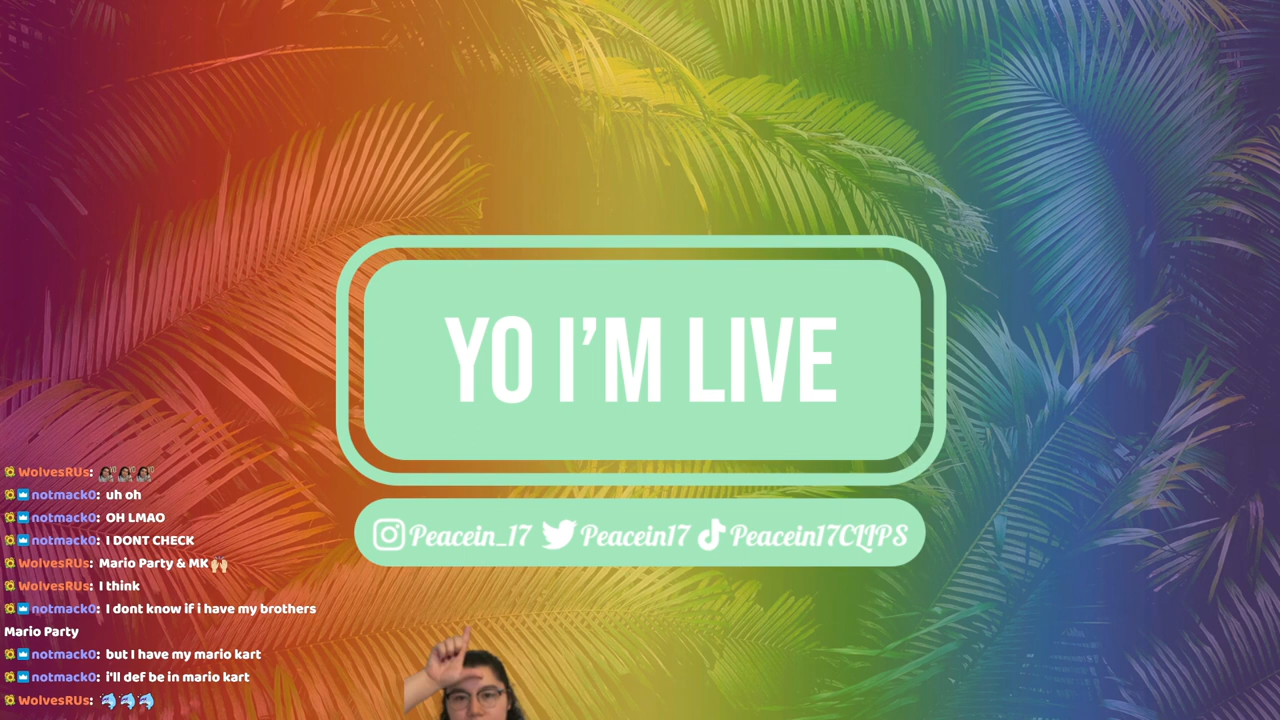 YO I’M LIVE
Peacein_17 Peacein17 Peacein17CLIPS
WolvesRUs:
notmack0: uh oh
notmack0: OH LMAO
notmack0: I DONT CHECK
WolvesRUs: Mario Party & MK🙌🏼
WolvesRUs: I think
notmack0: I dont know if i have my brothers
Mario Party
notmack0: but I have my mario kart
notmack0: i'll def be in mario kart
WolvesRUs: